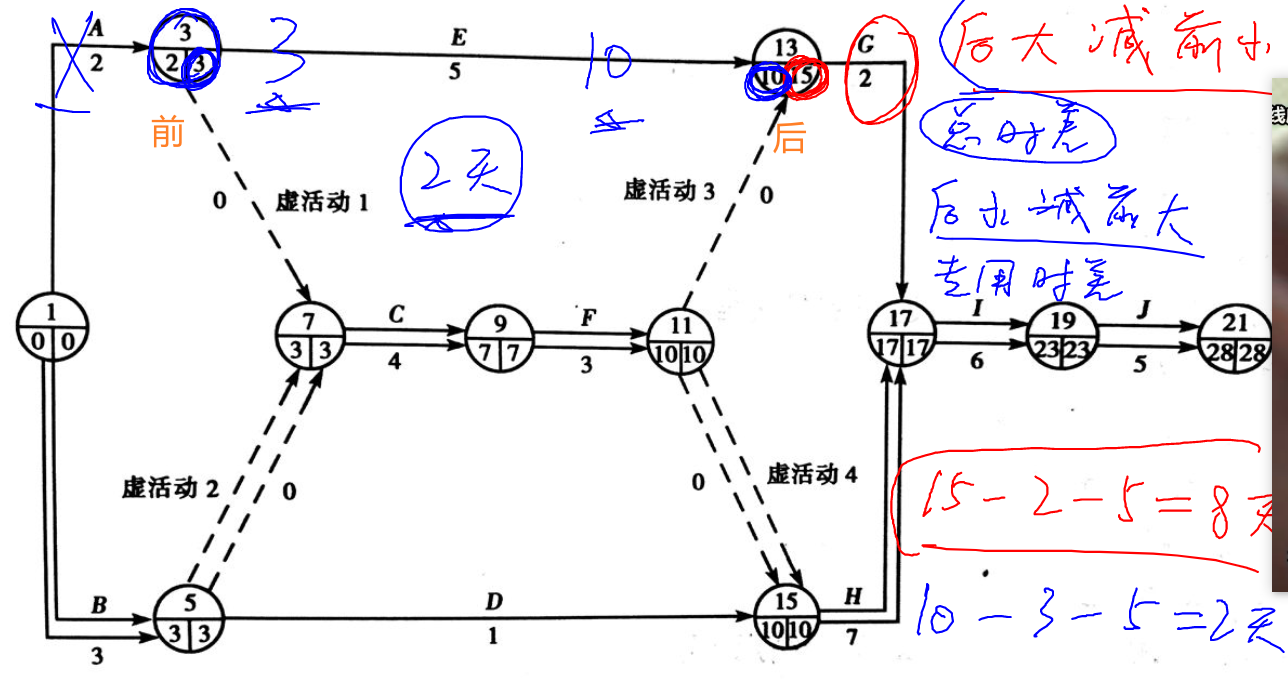 A
2
3
2 3
3
E
5
10
13
10 15
G
2
后大减前小
前
后
总时差
2天
0
虚活动 1
虚活动 3
0
后小减前大
专用时差
1
0 0
7
3 3
C
4
9
7 7
F
3
11
10 10
17
17 17
I
6
19
23 23
J
5
21
28 28
虚活动 2
0
0
虚活动 4
15-2-5=8天
B
3
5
3 3
D
1
15
10 10
H
7
10-3-5=2天